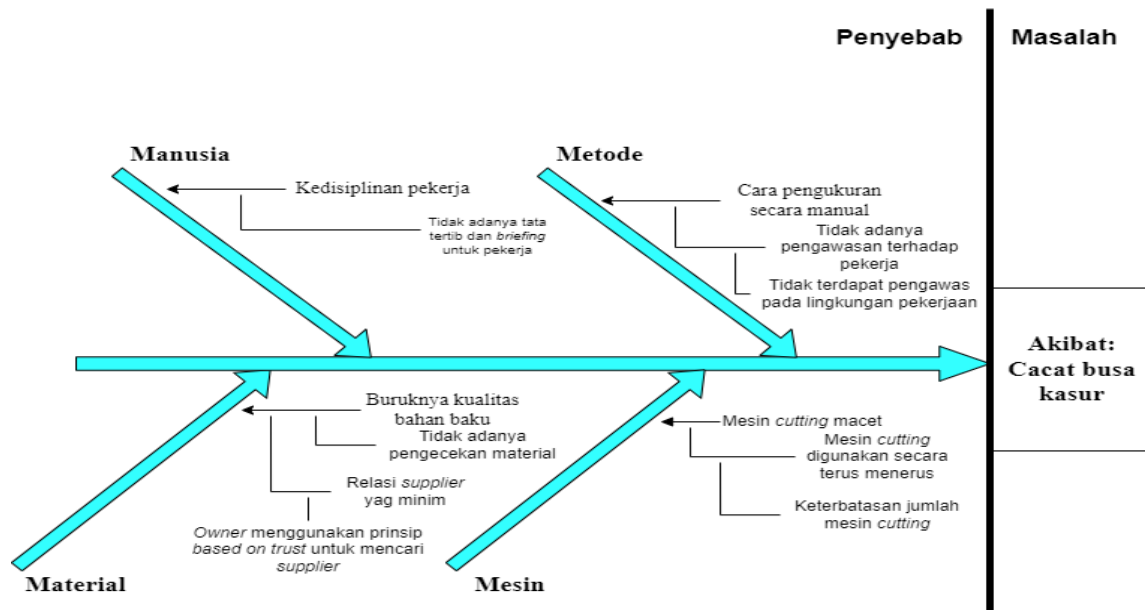 Penyebab
Masalah
Manusia
Kedisiplinan pekerja
Tidak adanya tata
tertib dan briefing
untuk pekerja
Metode
Cara pengukuran
secara manual
Tidak adanya
pengawasan terhadap
pekerja
Tidak terdapat pengawas
pada lingkungan pekerjaan
Akibat:
Cacat busa
kasur
Buruknya kualitas
bahan baku
Tidak adanya
pengecekan material
Relasi supplier
yag minim
Owner menggunakan prinsip
based on trust untuk mencari
supplier
Material
Mesin cutting macet
Mesin cutting
digunakan secara
terus menerus
Keterbatasan jumlah
mesin cutting
Mesin